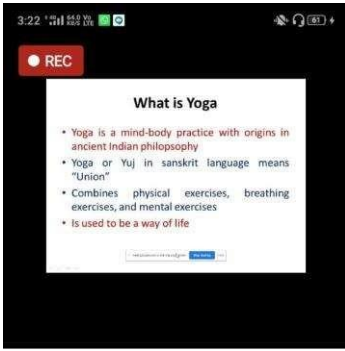 3:22
61
REC
What is Yoga
• Yoga is a mind-body practice with origins in
ancient Indian philopsophy
• Yoga or Yuj in sanskrit language means
"Union"
• Combines physical exercises, breathing
exercises, and mental exercises
• Is used to be a way of life